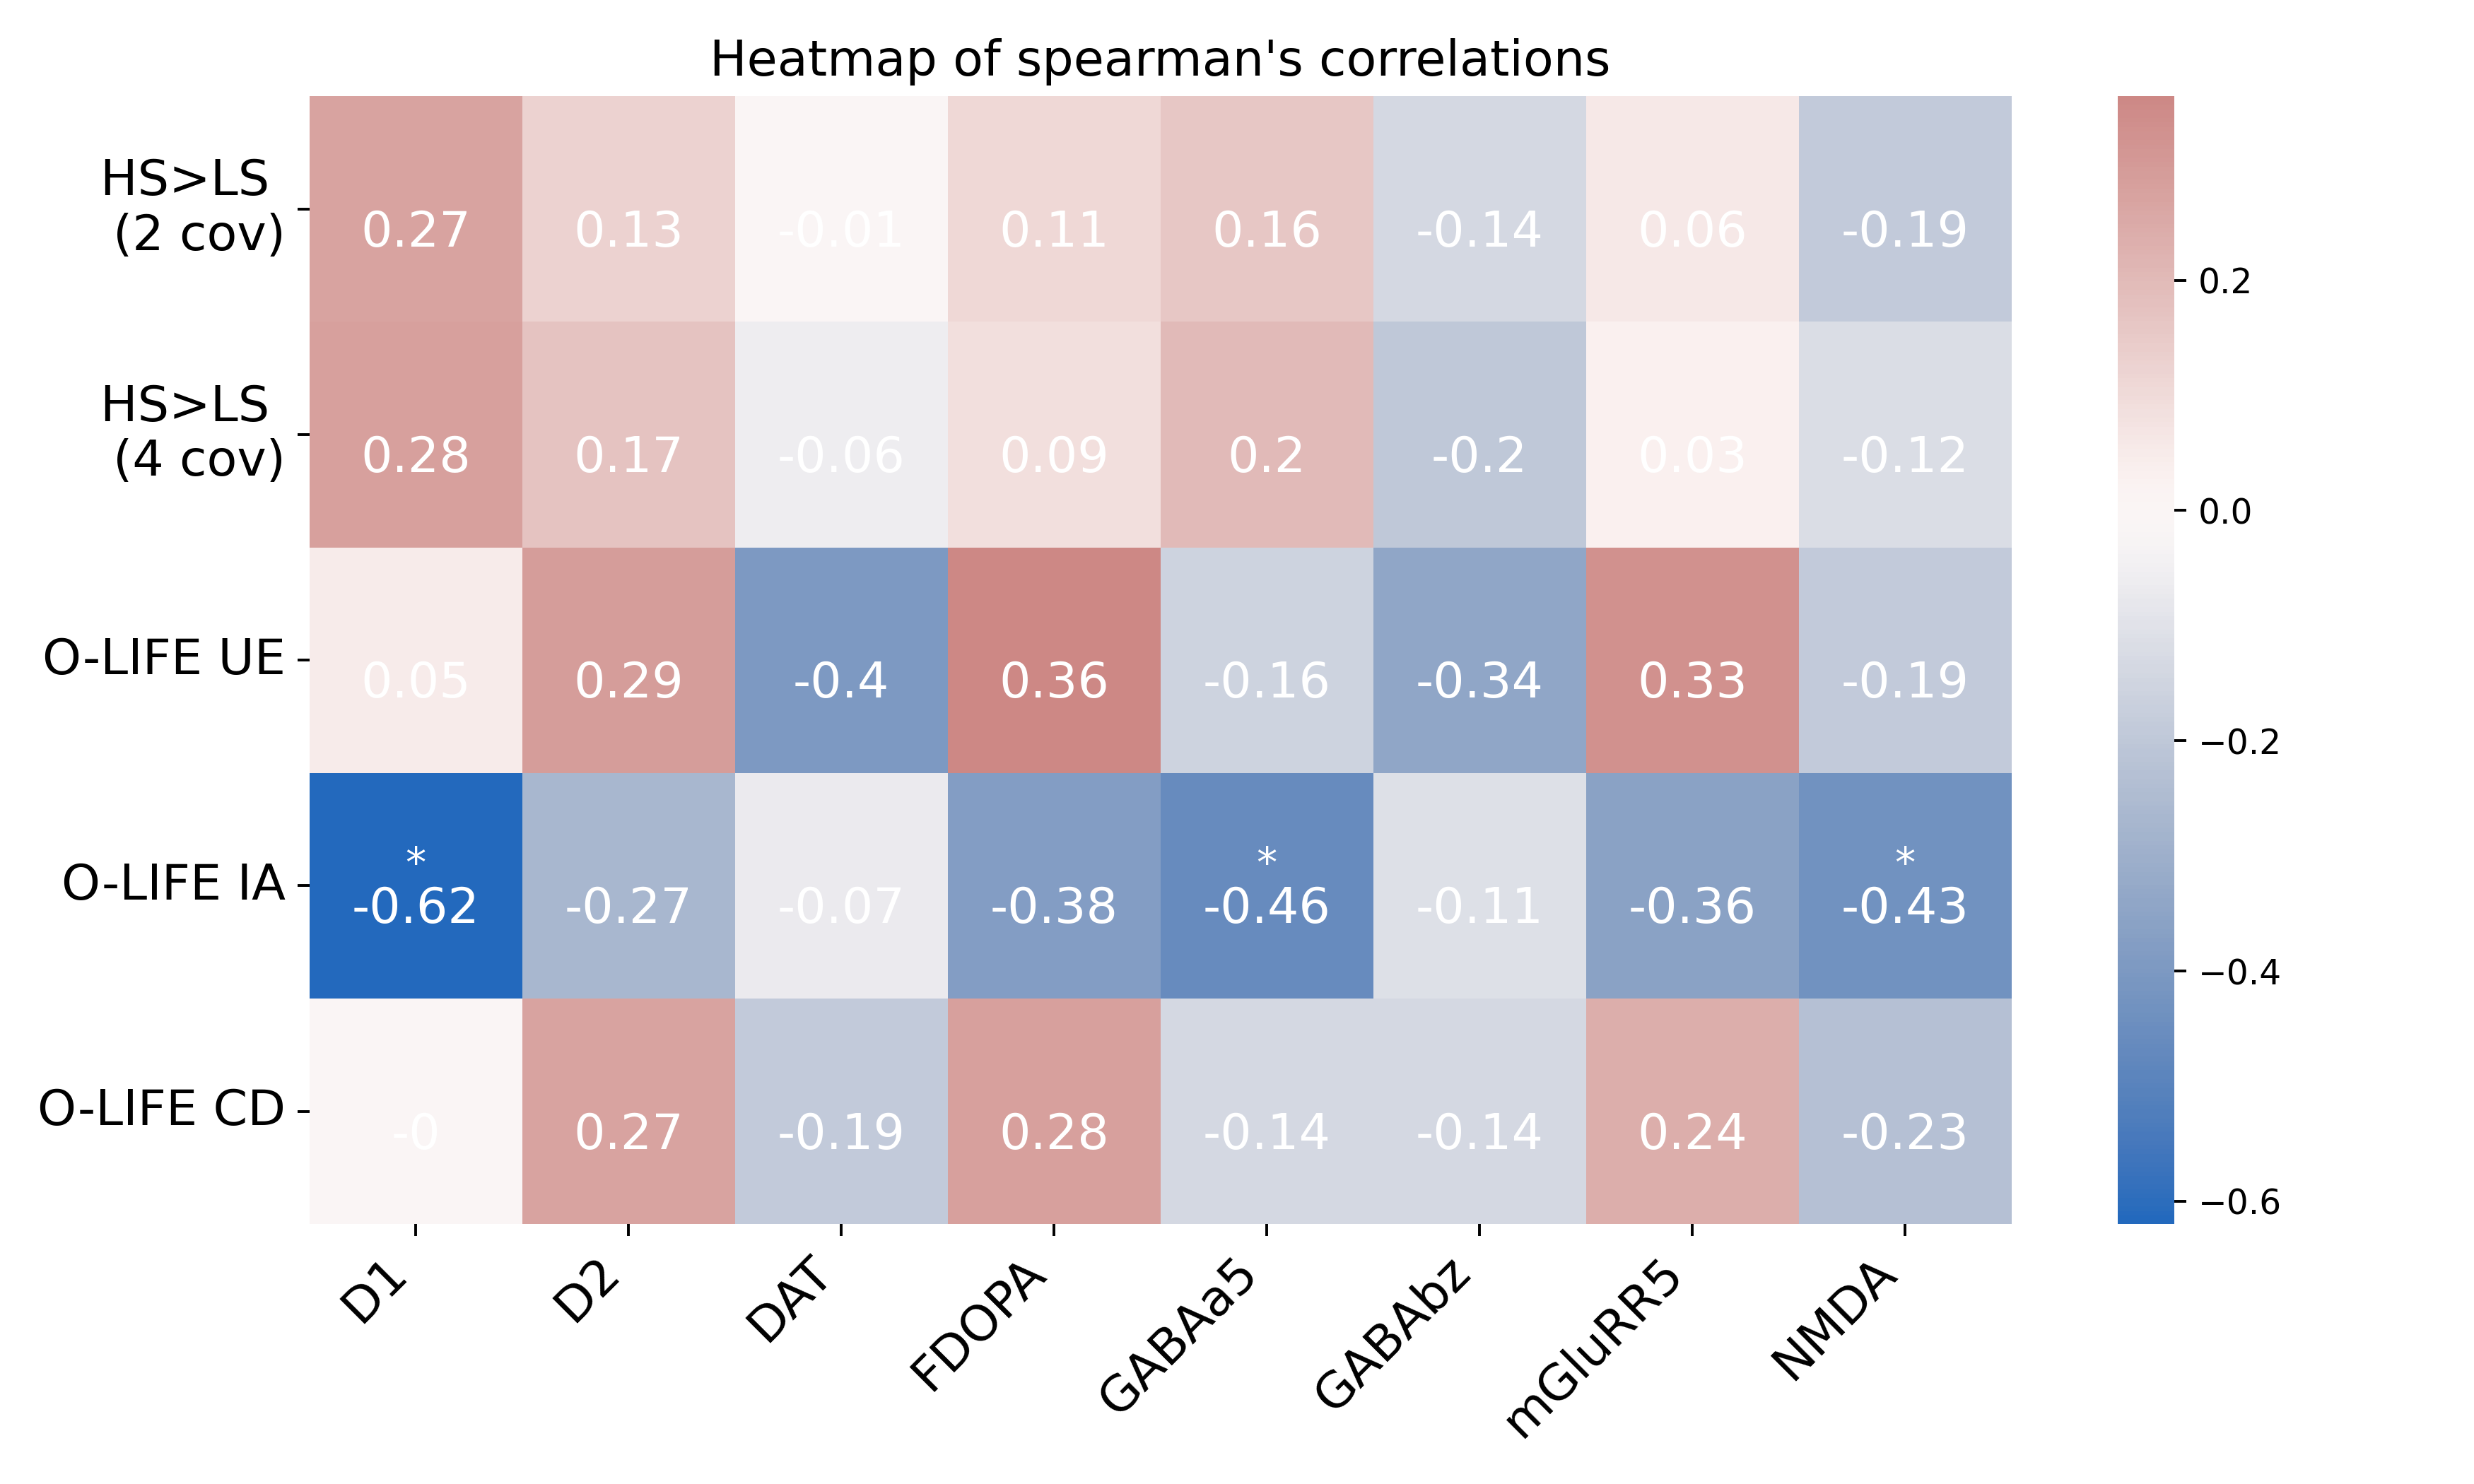 Heatmap of spearman's correlations
HS>LS
(2 cov)
0.27 0.13 -0.01 0.11 0.16 -0.14 0.06 -0.19
HS>LS
(4 cov)
0.28 0.17 -0.06 0.09 0.2 -0.2 0.03 -0.12
O-LIFE UE
0.05 0.29 -0.4 0.36 -0.16 -0.34 0.33 -0.19
O-LIFE IA
* * *
-0.62 -0.27 -0.07 -0.38 -0.46 -0.11 -0.36 -0.43
O-LIFE CD
-0 0.27 -0.19 0.28 -0.14 -0.14 0.24 -0.23
D1 D2 DAT FDOPA GABAa5 GABAbz mGluRR5 NMDA
0.2
0.0
−0.2
−0.4
−0.6